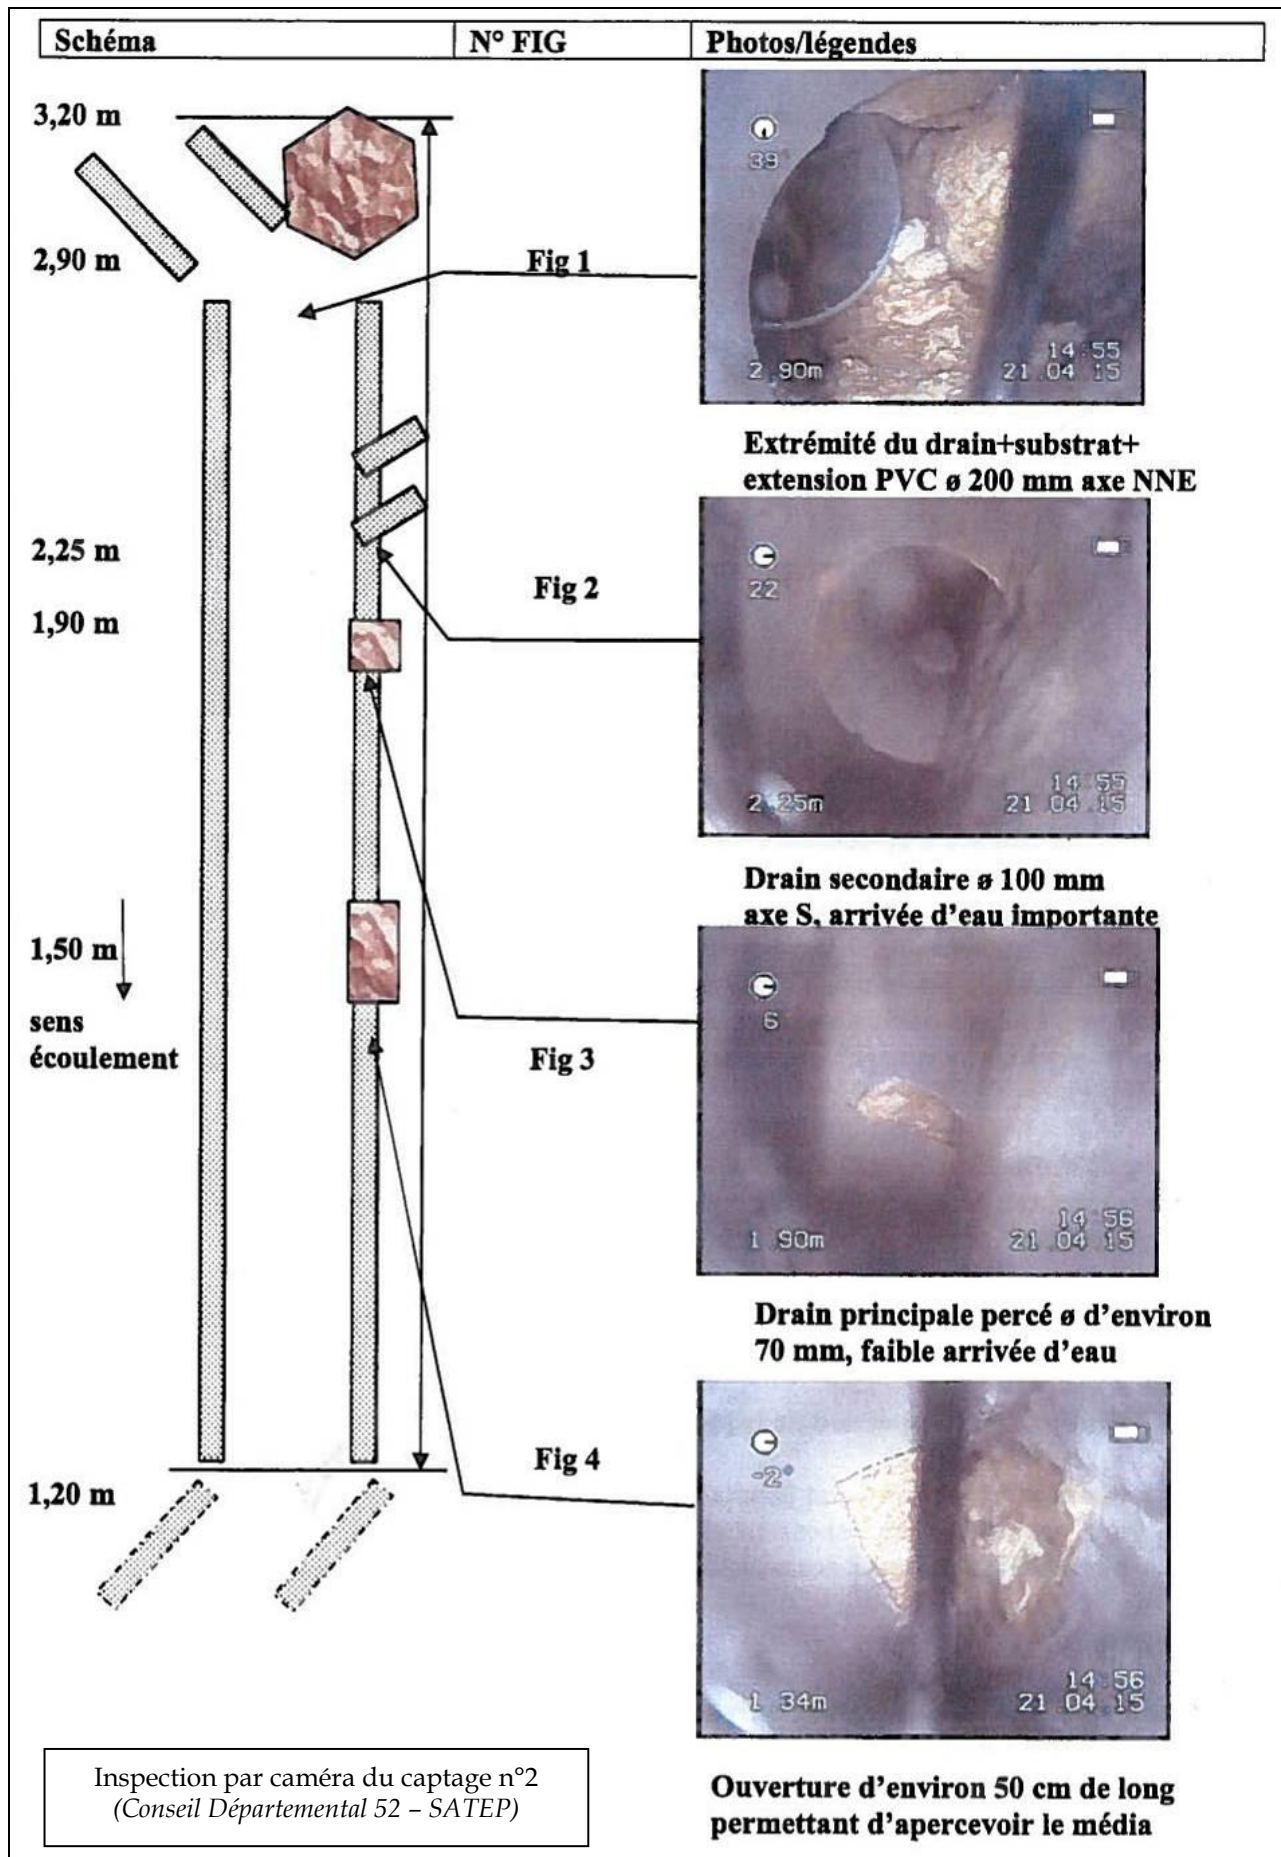 Schéma
N° FIG
Photos/légendes
3,20 m
2,90 m
2,25 m
1,90 m
1,50 m
sens
écoulement
1,20 m
Fig 1
Fig 2
Fig 3
Fig 4
39°
2.90m
14:55
21.04.15
Extrémité du drain+substrat+
extension PVC ø 200 mm axe NNE
22
2.25m
14 55
21 04 15
Drain secondaire ø 100 mm
axe S, arrivée d'eau importante
6
1 90m
14 56
21 04 15
Drain principale percé ø d'environ
70 mm, faible arrivée d'eau
-2°
1 34m
14 56
21.04.15
Ouverture d'environ 50 cm de long
permettant d'apercevoir le média
Inspection par caméra du captage n°2
(Conseil Départemental 52 – SATEP)